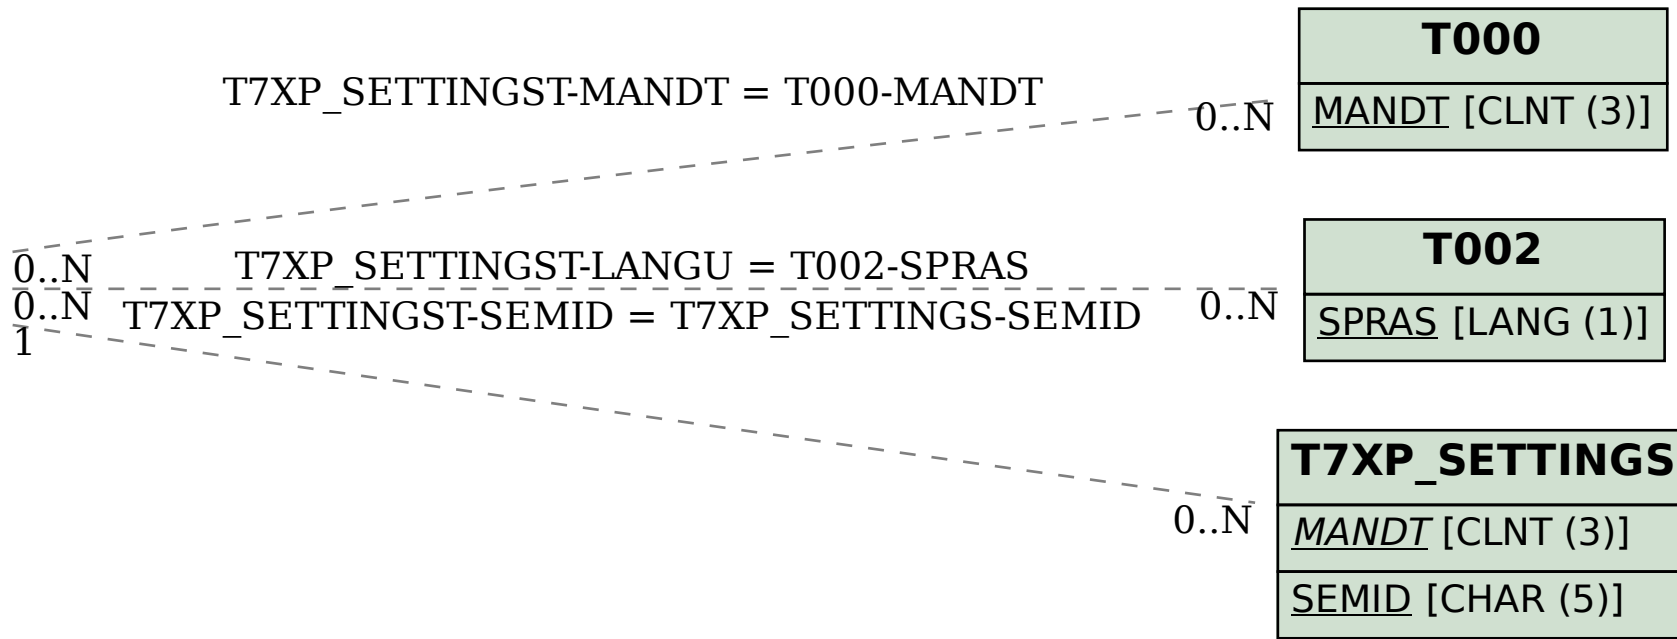 T000
T7XP_SETTINGST-MANDT = T000-MANDT
0..N
MANDT [CLNT (3)]
T002
0..N
T7XP_SETTINGST-LANGU = T002-SPRAS
0..N
T7XP_SETTINGST-SEMID = T7XP_SETTINGS-SEMID
0..N
SPRAS [LANG (1)]
1
T7XP_SETTINGS
0..N
MANDT [CLNT (3)]
SEMID [CHAR (5)]